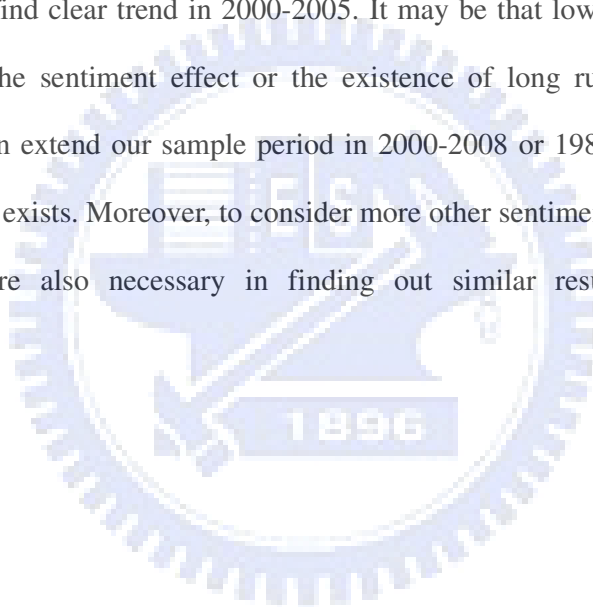 find clear trend in 2000-2005. It may be that low
he sentiment effect or the existence of long ru
n extend our sample period in 2000-2008 or 198
exists. Moreover, to consider more other sentime
re also necessary in finding out similar resu
ES
1896